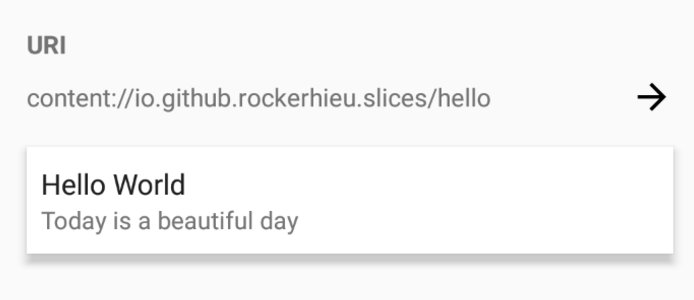 URI
content://io.github.rockerhieu.slices/hello
Hello World
Today is a beautiful day